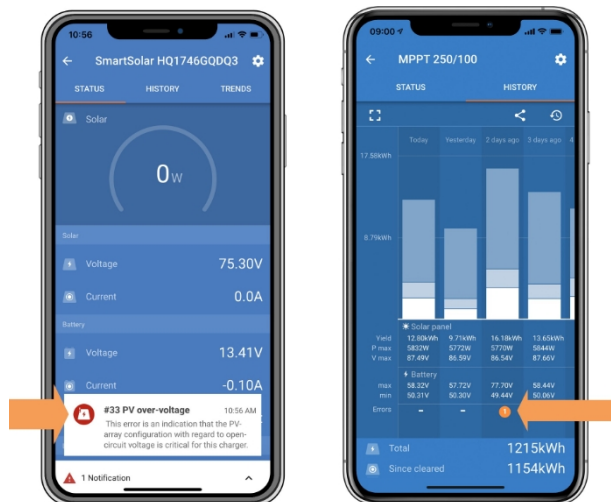 10:56
SmartSolar HQ1746GQDQ3
STATUS HISTORY TRENDS
Solar
0W
Solar
Voltage 75.30V
Current 0.0A
Battery
Voltage 13.41V
Current -0.10A
#33 PV over-voltage 10:56 AM
This error is an indication that the PV-
array configuration with regard to open-
circuit voltage is critical for this charger.
1 Notification
09:00
MPPT 250/100
STATUS HISTORY
Today Yesterday 2 days ago 3 days ago 4
17.58kWh
8.79kWh
Solar panel
Yield 12.80kWh 9.71kWh 16.18kWh 13.65kWh
P max 5832W 5772W 5770W 5844W
V max 87.49V 86.59V 86.54V 87.66V
Battery
max 58.32V 57.72V 77.70V 58.44V
min 50.31V 50.30V 49.44V 50.06V
Errors – – 1
Total 1215kWh
Since cleared 1154kWh